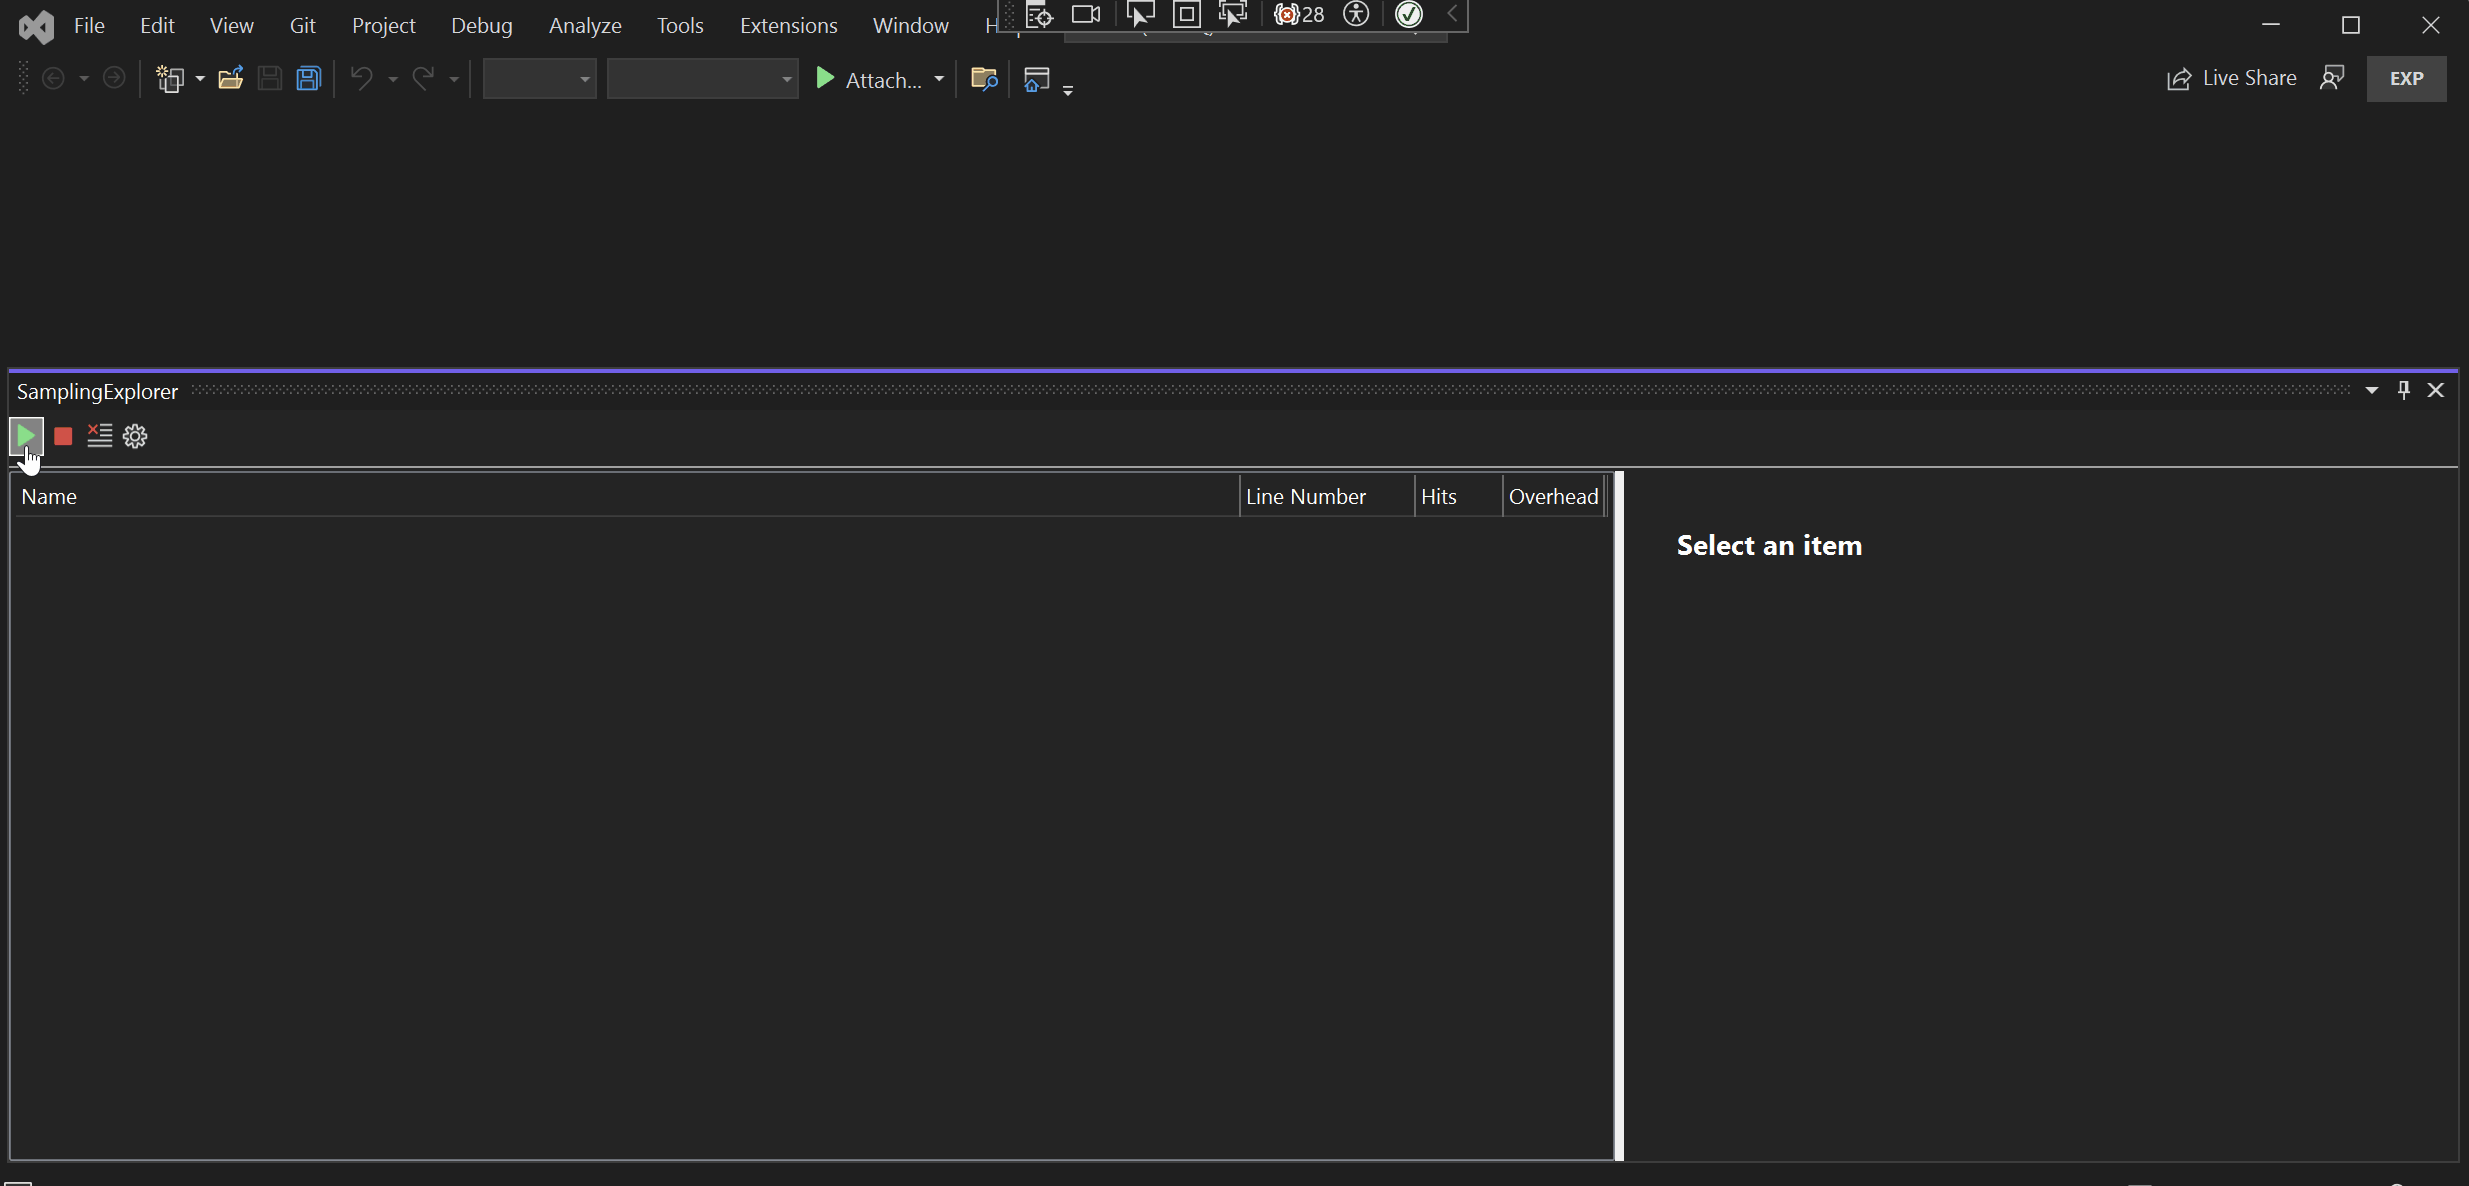 File Edit View Git Project Debug Analyze Tools Extensions Window
28
Attach...
Live Share
EXP
SamplingExplorer
Name Line Number Hits Overhead
Select an item